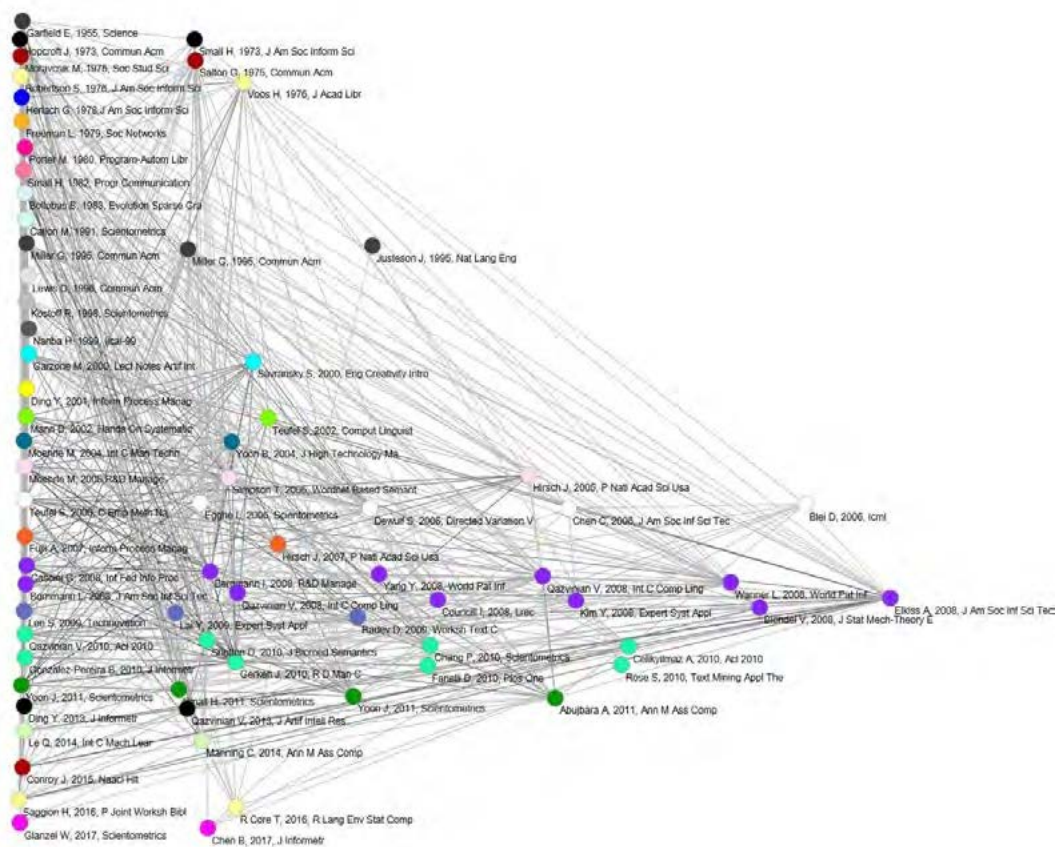 Garfield E, 1955, Science
Hopcroft J, 1973, Commun Acm
Small H, 1973, J Am Soc Inform Sci
Moravcsik M, 1975, Soc Stud Sci
Salton G, 1975, Commun Acm
Robertson S, 1976, J Am Soc Inform Sci
Voos H, 1976, J Acad Libr
1978, J Am Soc Inform Sci
Freeman L, 1979, Soc Networks
Porter M, 1980, Program-Autom Libr
Small H, 1982, Progr Communication
Bollobas B, 1983, Evolution Sparse Gra
Callon M, 1991, Scientometrics
Miller G, 1995, Commun Acm
Miller G, 1995, Commun Acm
Justeson J, 1995, Nat Lang Eng
Lewis D, 1996, Commun Acm
Kostoff R, 1998, Scientometrics
Nanba H, 1999, Ijcai-99
Garzone M, 2000, Lect Notes Artif Int
Savransky S, 2000, Eng Creativity Intro
Ding Y, 2001, Inform Process Manag
Mann D, 2002, Hands On Systematic
Teufel S, 2002, Comput Linguist
Moehrle M, 2004, Int C Man Techn
Yoon B, 2004, J High Technology Ma
Moehrle M, 2005, R&D Manage
Simpson T, 2005, Wordnet Based Semant
Hirsch J, 2005, P Natl Acad Sci Usa
Teufel S, 2006, C Emp Meth Na
Egghe L, 2006, Scientometrics
Dewulf S, 2006, Directed Variation V
Chen C, 2006, J Am Soc Inf Sci Tec
Blei D, 2006, Icml
Fujii A, 2007, Inform Process Manag
Hirsch J, 2007, P Natl Acad Sci Usa
2008, Inf Fed Info Proc
Bergmann I, 2008, R&D Manage
Yang Y, 2008, World Pat Inf
Qazvinian V, 2008, Int C Comp Ling
Wanner L, 2008, World Pat Inf
Bornmann L, 2008, J Am Soc Inf Sci Tec
Qazvinian V, 2008, Int C Comp Ling
Councill I, 2008, Lrec
Kim Y, 2008, Expert Syst Appl
Blondel V, 2008, J Stat Mech-Theory E
Elkiss A, 2008, J Am Soc Inf Sci Tec
Lee S, 2009, Technovation
Lai Y, 2009, Expert Syst Appl
Radev D, 2009, Worksh Text C
Qazvinian V, 2010, Acl 2010
2010, J Biomed Semantics
Chang P, 2010, Scientometrics
Celikyilmaz A, 2010, Acl 2010
Gonzalez-Pereira B, 2010, J Informetr
Gerken J, 2010, R D Man C
2010, Plos One
Rose S, 2010, Text Mining Appl The
Yoon J, 2011, Scientometrics
Small H, 2011, Scientometrics
Yoon J, 2011, Scientometrics
Abujbara A, 2011, Ann M Ass Comp
Ding Y, 2013, J Informetr
Qazvinian V, 2013, J Artif Intell Res
Le Q, 2014, Int C Mach Lear
Manning C, 2014, Ann M Ass Comp
Conroy J, 2015, Naacl Hlt
Saggion H, 2016, P Joint Worksh Bibl
R Core T, 2016, R Lang Env Stat Comp
Glanzel W, 2017, Scientometrics
Chen B, 2017, J Informetr